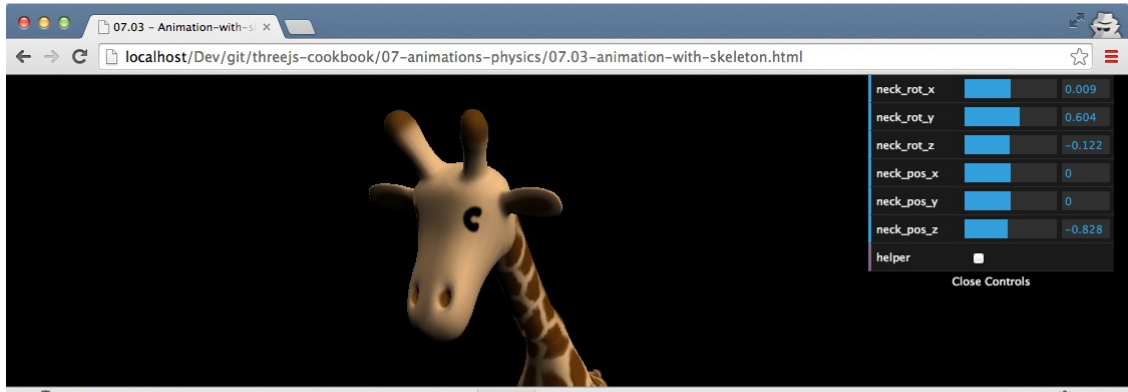 07.03 - Animation-with-s
localhost/Dev/git/threejs-cookbook/07-animations-physics/07.03-animation-with-skeleton.html
neck_rot_x 0.009
neck_rot_y 0.604
neck_rot_z -0.122
neck_pos_x 0
neck_pos_y 0
neck_pos_z -0.828
helper
Close Controls